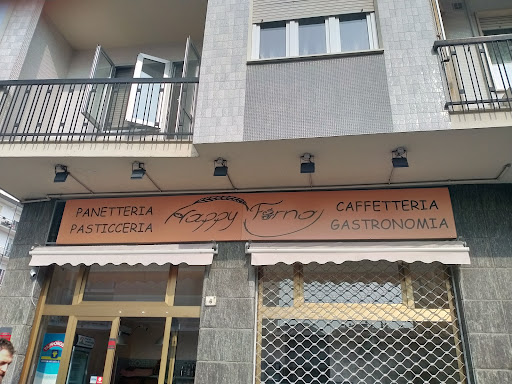 PANETTERIA
PASTICCERIA
Happy Forno
CAFFETTERIA
GASTRONOMIA